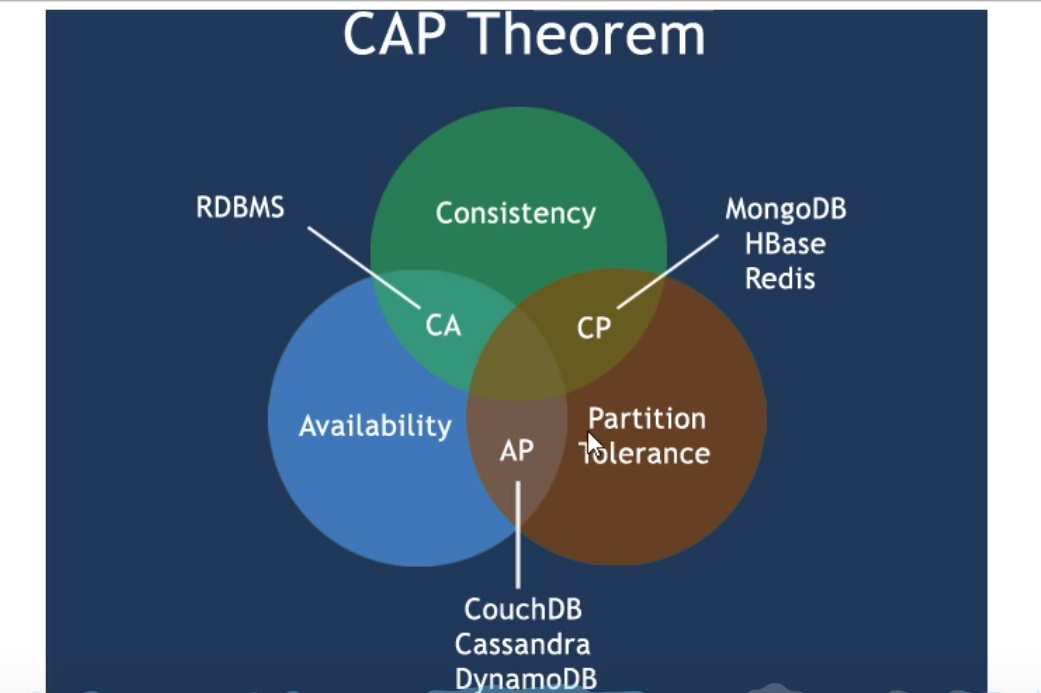 CAP Theorem
Consistency
RDBMS
MongoDB
HBase
Redis
CA
CP
Availability
Partition
Tolerance
AP
CouchDB
Cassandra
DynamoDB